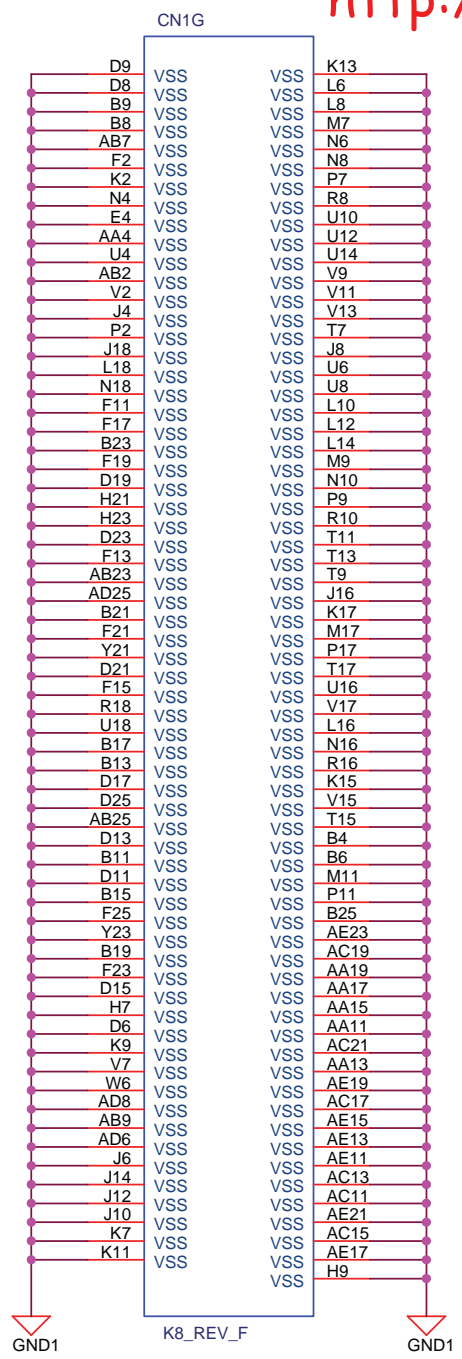 http:/
CN1G
D9 VSS VSS K13
D8 VSS VSS L6
B9 VSS VSS L8
B8 VSS VSS M7
AB7 VSS VSS N6
F2 VSS VSS N8
K2 VSS VSS P7
N4 VSS VSS R8
E4 VSS VSS U10
AA4 VSS VSS U12
U4 VSS VSS U14
AB2 VSS VSS V9
V2 VSS VSS V11
J4 VSS VSS V13
P2 VSS VSS T7
J18 VSS VSS J8
L18 VSS VSS U6
N18 VSS VSS U8
F11 VSS VSS L10
F17 VSS VSS L12
B23 VSS VSS L14
F19 VSS VSS M9
D19 VSS VSS N10
H21 VSS VSS P9
H23 VSS VSS R10
D23 VSS VSS T11
F13 VSS VSS T13
AB23 VSS VSS T9
AD25 VSS VSS J16
B21 VSS VSS K17
F21 VSS VSS M17
Y21 VSS VSS P17
D21 VSS VSS T17
F15 VSS VSS U16
R18 VSS VSS V17
U18 VSS VSS L16
B17 VSS VSS N16
B13 VSS VSS R16
D17 VSS VSS K15
D25 VSS VSS V15
AB25 VSS VSS T15
D13 VSS VSS B4
B11 VSS VSS B6
D11 VSS VSS M11
B15 VSS VSS P11
F25 VSS VSS B25
Y23 VSS VSS AE23
B19 VSS VSS AC19
F23 VSS VSS AA19
D15 VSS VSS AA17
H7 VSS VSS AA15
D6 VSS VSS AA11
K9 VSS VSS AC21
V7 VSS VSS AA13
W6 VSS VSS AE19
AD8 VSS VSS AC17
AB9 VSS VSS AE15
AD6 VSS VSS AE13
J6 VSS VSS AE11
J14 VSS VSS AC13
J12 VSS VSS AC11
J10 VSS VSS AE21
K7 VSS VSS AC15
K11 VSS VSS AE17
VSS H9
K8_REV_F
GND1 GND1